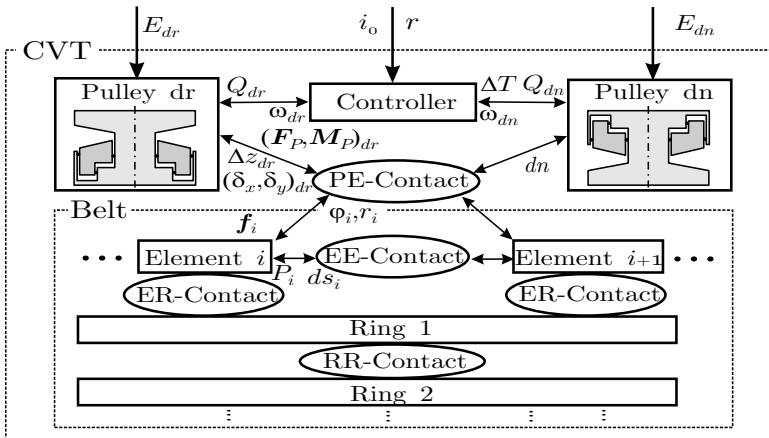 E_dr i_o r E_dn
CVT
Pulley dr Q_dr Controller ΔT Q_dn Pulley dn
ω_dr ω_dn
(F_P,M_P)_dr
Δz_dr dn
(δ_x,δ_y)_dr PE-Contact
Belt
f_i φ_i,r_i
Element i EE-Contact Element i+1
P_i ds_i
ER-Contact ER-Contact
Ring 1
RR-Contact
Ring 2